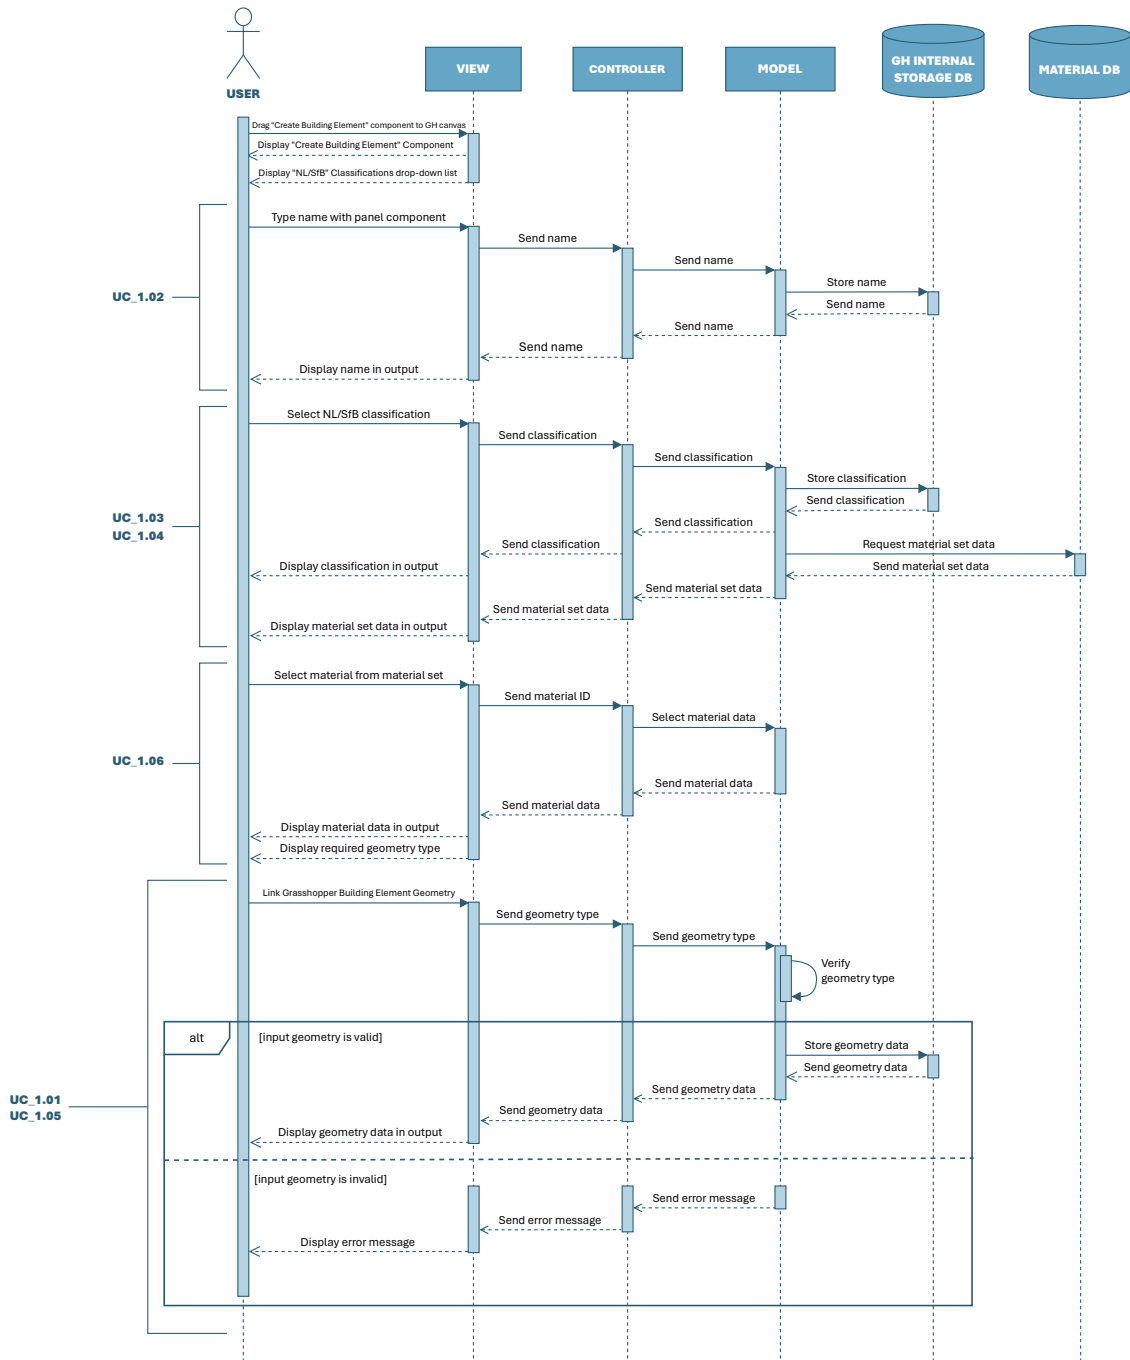 USER
VIEW
CONTROLLER
MODEL
GH INTERNAL
STORAGE DB
MATERIAL DB
Drag "Create Building Element" component to GH canvas
Display "Create Building Element" Component
Display "NL/SfB" Classifications drop-down list
UC_1.02
Type name with panel component
Send name
Send name
Store name
Send name
Send name
Send name
Display name in output
UC_1.03
UC_1.04
Select NL/SfB classification
Send classification
Send classification
Store classification
Send classification
Send classification
Send classification
Request material set data
Display classification in output
Send material set data
Send material set data
Send material set data
Display material set data in output
UC_1.06
Select material from material set
Send material ID
Select material data
Send material data
Send material data
Display material data in output
Display required geometry type
UC_1.01
UC_1.05
Link Grasshopper Building Element Geometry
Send geometry type
Send geometry type
Verify
geometry type
alt
[input geometry is valid]
Store geometry data
Send geometry data
Send geometry data
Send geometry data
Display geometry data in output
[input geometry is invalid]
Send error message
Send error message
Display error message